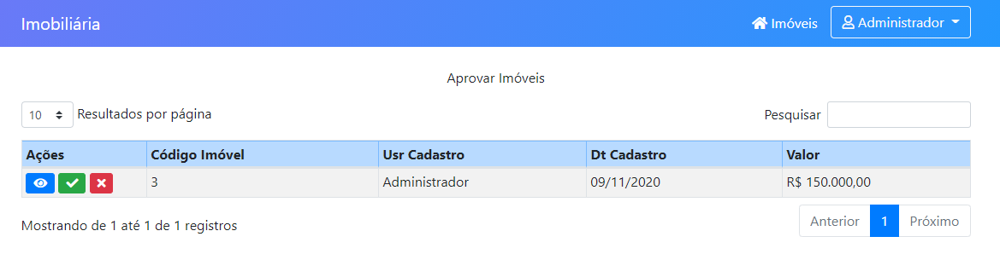 Imobiliária
Imóveis
Administrador
Aprovar Imóveis
10 Resultados por página
Pesquisar
Ações Código Imóvel Usr Cadastro Dt Cadastro Valor
3 Administrador 09/11/2020 R$ 150.000,00
Mostrando de 1 até 1 de 1 registros
Anterior 1 Próximo